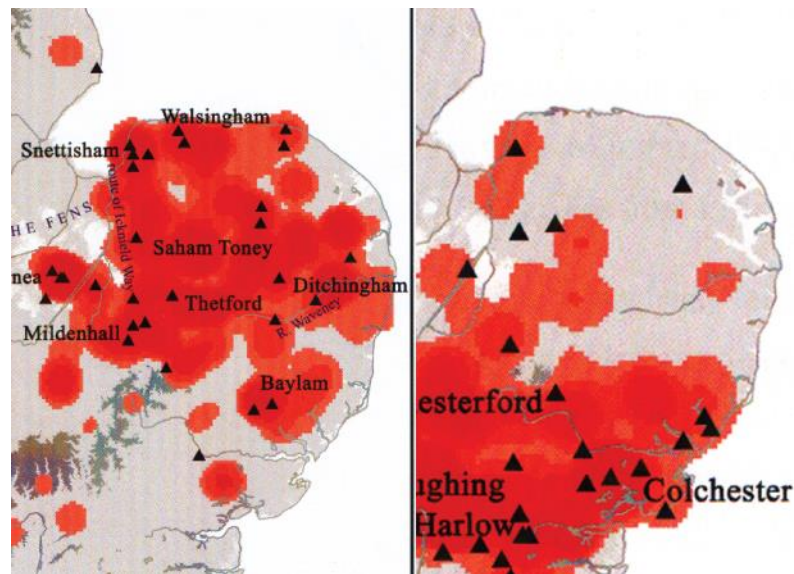 Walsingham
Snettisham
route of Icknield Way
HE FENS
Saham Toney
nea
Ditchingham
Thetford
R. Waveney
Mildenhall
Baylam
esterford
ughing
Colchester
Harlow